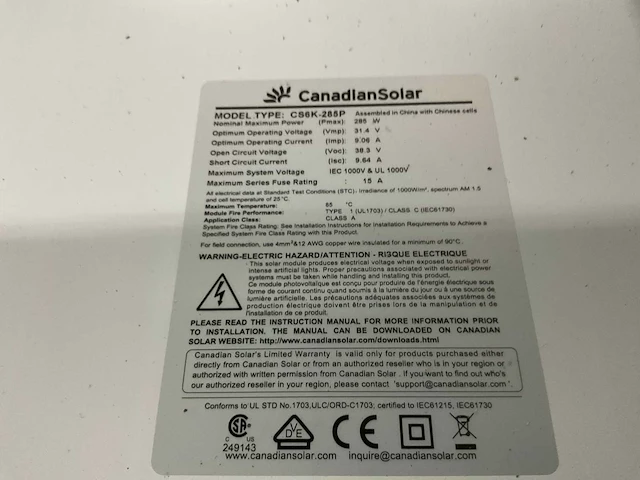 CanadianSolar
MODEL TYPE: CS6K-285P Assembled in China with Chinese cells
Nominal Maximum Power (Pmax): 285 W
Optimum Operating Voltage (Vmp): 31.4 V
Optimum Operating Current (Imp): 9.06 A
Open Circuit Voltage (Voc): 38.3 V
Short Circuit Current (Isc): 9.64 A
Maximum System Voltage IEC 1000V & UL 1000V
Maximum Series Fuse Rating : 15 A
All electrical data at Standard Test Conditions (STC): Irradiance of 1000W/m², spectrum AM 1.5
and cell temperature of 25℃
Maximum Temperature: 85 ℃
Module Fire Performance: TYPE 1 (UL1703) / CLASS C (IEC61730)
Application Class: CLASS A
System Fire Class Rating: See Installation Instructions for Installation Requirements to Achieve a
Specified System Fire Class Rating with this Product.
For field connection, use 4mm²&12 AWG copper wire insulated for a minimum of 90℃.
WARNING-ELECTRIC HAZARD/ATTENTION - RISQUE ELECTRIQUE
- This solar module produces electrical voltage when exposed to sunlight or
intense artificial lights. Proper precautions associated with electrical power
systems must be taken while handling and installing this module.
Ce module photovoltaïque est conçu pour produire de l'énergie électrique sous
forme de courant continu quand soumis à la lumière du jour ou à une source de
lumière artificielle. Les précautions adéquates associées aux systèmes de
production électrique doivent être prises lors de la manipulation et de
l'installation de ce module.
PLEASE READ THE INSTRUCTION MANUAL FOR MORE INFORMATION PRIOR
TO INSTALLATION. THE MANUAL CAN BE DOWNLOADED ON CANADIAN
SOLAR WEBSITE: http://www.canadiansolar.com/downloads.html
Canadian Solar's Limited Warranty is valid only for products purchased either
directly from Canadian Solar or from an authorized reseller who is in your region or
authorized with written permission from Canadian Solar . If you want to find out who's
our authorized reseller in your region, please contact 'support@canadiansolar.com'
Conforms to UL STD No.1703,ULC/ORD-C1703; certified to IEC61215, IEC61730
C US
249143
DVE
CE
www.canadiansolar.com inquire@canadiansolar.com